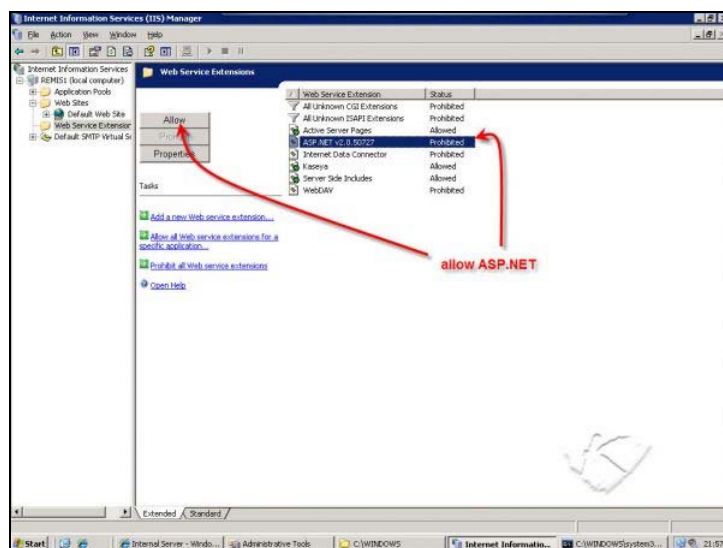 Internet Information Services (IIS) Manager
File Action View Window Help
Internet Information Services
REMIS1 (local computer)
Application Pools
Web Sites
Default Web Site
Web Service Extension
Default SMTP Virtual S
Web Service Extensions
Allow
Prohibit
Properties
Tasks
Add a new Web service extension...
Allow all Web service extensions for a
specific application...
Prohibit all Web service extensions
Open Help
Web Service Extension Status
All Unknown CGI Extensions Prohibited
All Unknown ISAPI Extensions Prohibited
Active Server Pages Allowed
ASP.NET v2.0.50727 Prohibited
Internet Data Connector Prohibited
Kaseya Allowed
Server Side Includes Allowed
WebDAV Prohibited
allow ASP.NET
Extended Standard
Start Internal Server - Windo... Administrative Tools C:\WINDOWS Internet Informatio... C:\WINDOWS\system3...